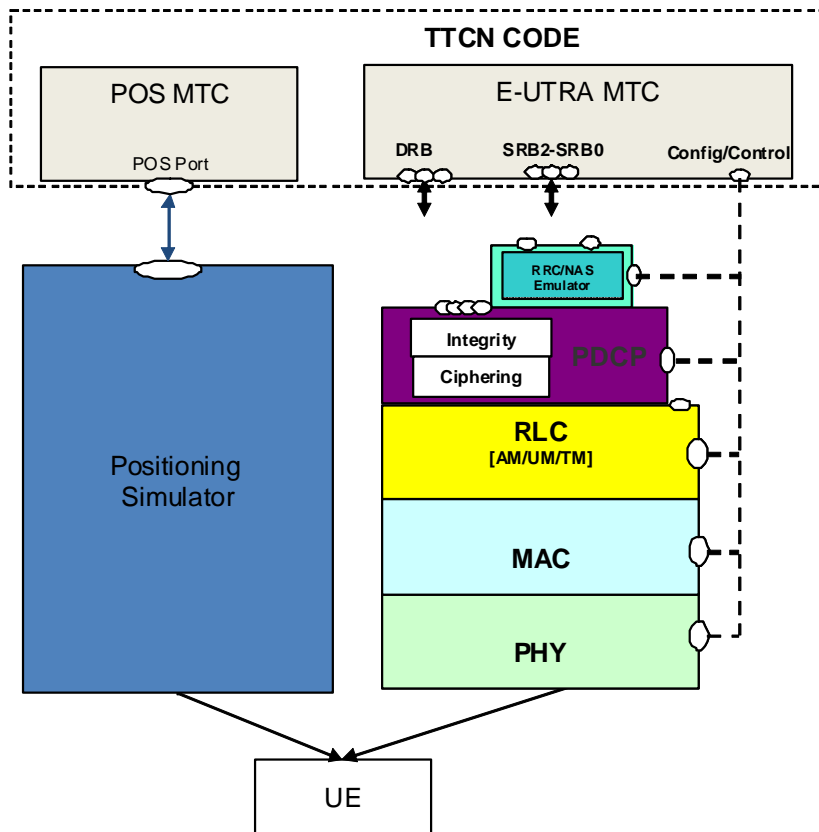 TTCN CODE
POS MTC
POS Port
E-UTRA MTC
DRB
SRB2-SRB0
Config/Control
RRC/NAS
Emulator
Integrity
Ciphering
PDCP
RLC
[AM/UM/TM]
MAC
PHY
Positioning
Simulator
UE